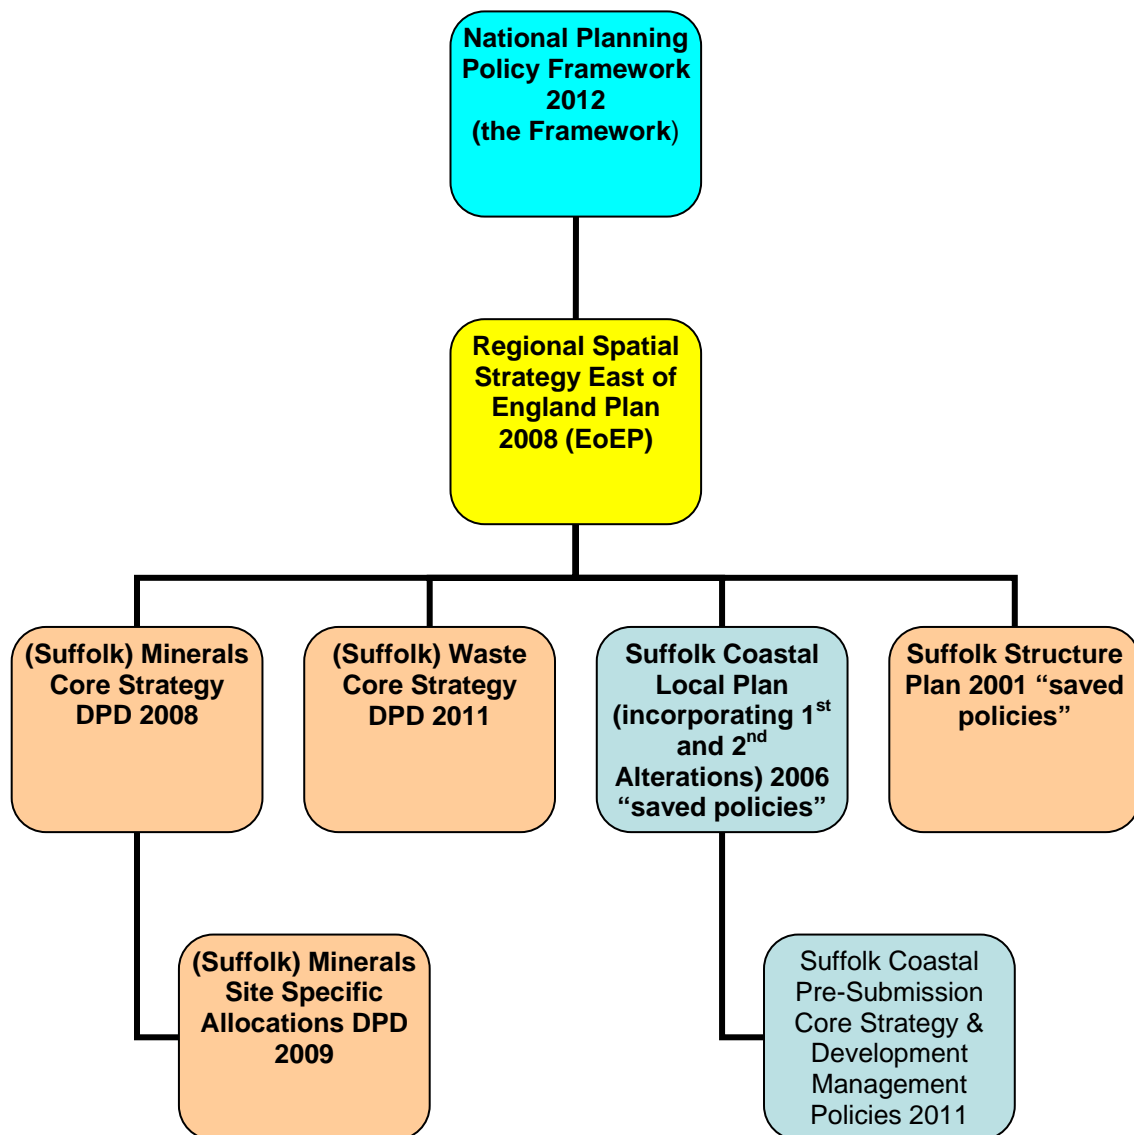 National Planning
Policy Framework
2012
(the Framework)
Regional Spatial
Strategy East of
England Plan
2008 (EoEP)
(Suffolk) Minerals
Core Strategy
DPD 2008
(Suffolk) Waste
Core Strategy
DPD 2011
Suffolk Coastal
Local Plan
(incorporating 1st
and 2nd
Alterations) 2006
“saved policies”
Suffolk Structure
Plan 2001 “saved
policies”
(Suffolk) Minerals
Site Specific
Allocations DPD
2009
Suffolk Coastal
Pre-Submission
Core Strategy &
Development
Management
Policies 2011